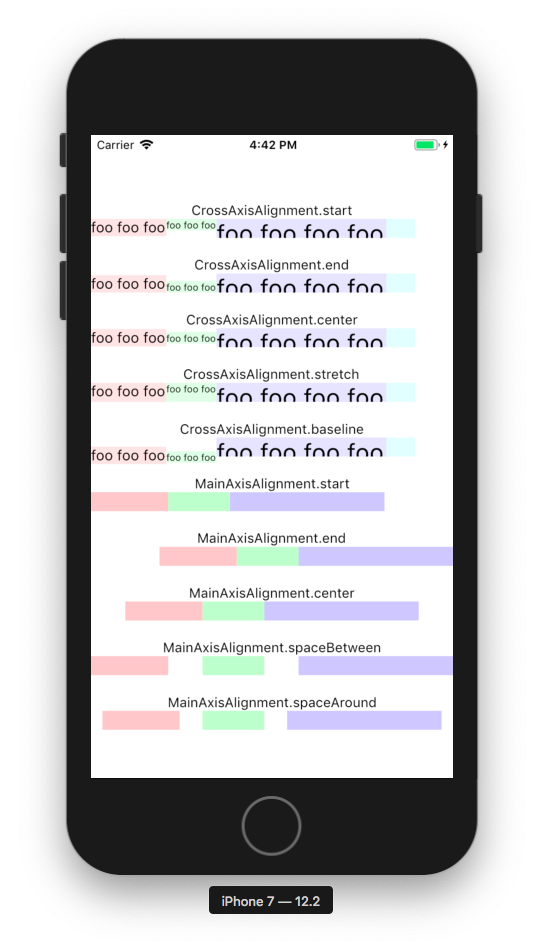 Carrier 4:42 PM
CrossAxisAlignment.start
foo foo foo foo foo foo foo foo foo foo
CrossAxisAlignment.end
foo foo foo foo foo foo foo foo foo foo
CrossAxisAlignment.center
foo foo foo foo foo foo foo foo foo foo
CrossAxisAlignment.stretch
foo foo foo foo foo foo foo foo foo foo
CrossAxisAlignment.baseline
foo foo foo foo foo foo foo foo foo foo
MainAxisAlignment.start
MainAxisAlignment.end
MainAxisAlignment.center
MainAxisAlignment.spaceBetween
MainAxisAlignment.spaceAround
iPhone 7 — 12.2